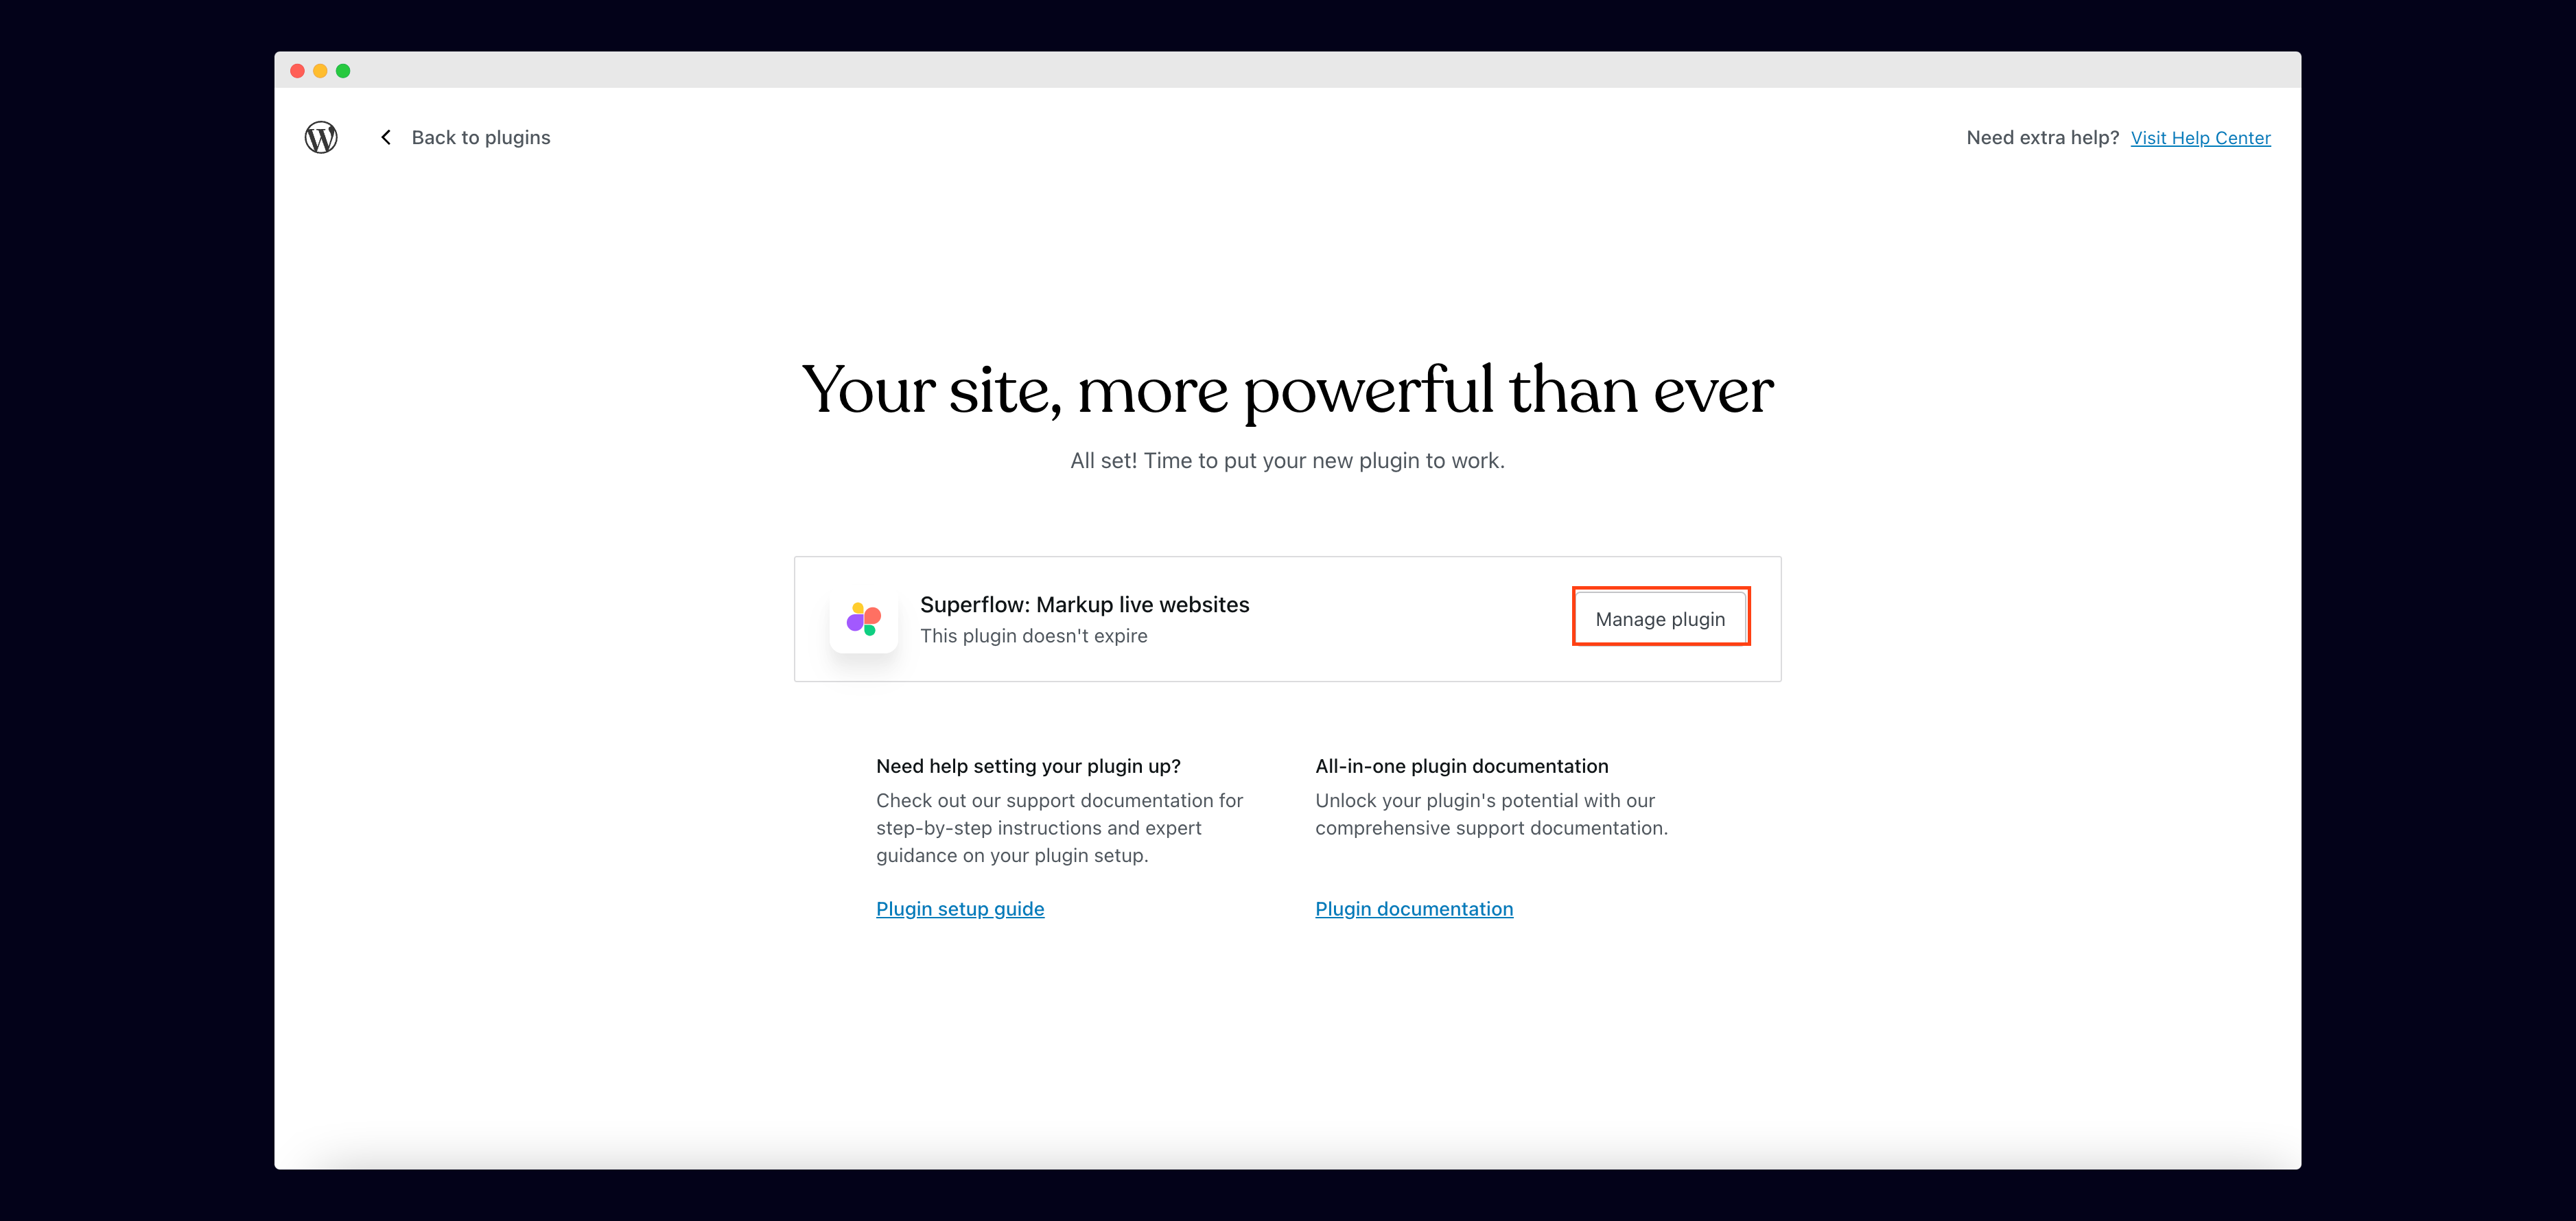 Back to plugins
Need extra help? Visit Help Center
Your site, more powerful than ever
All set! Time to put your new plugin to work.
Superflow: Markup live websites
This plugin doesn't expire
Manage plugin
Need help setting your plugin up?
Check out our support documentation for
step-by-step instructions and expert
guidance on your plugin setup.
Plugin setup guide
All-in-one plugin documentation
Unlock your plugin's potential with our
comprehensive support documentation.
Plugin documentation